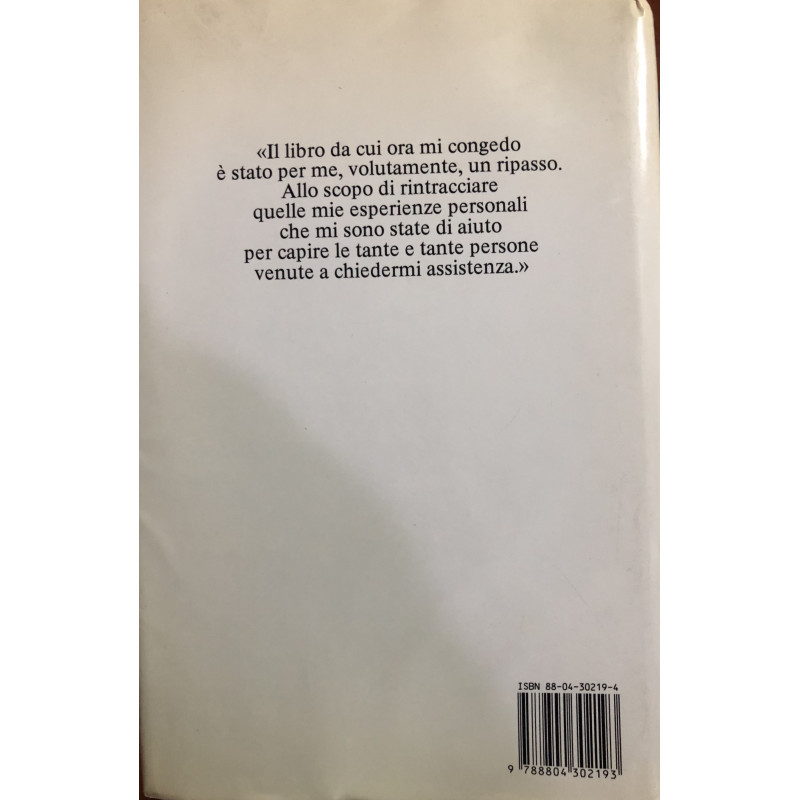 «Il libro da cui ora mi congedo
è stato per me, volutamente, un ripasso.
Allo scopo di rintracciare
quelle mie esperienze personali
che mi sono state di aiuto
per capire le tante e tante persone
venute a chiedermi assistenza.»
ISBN 88-04-30219-4
9 788804 302193